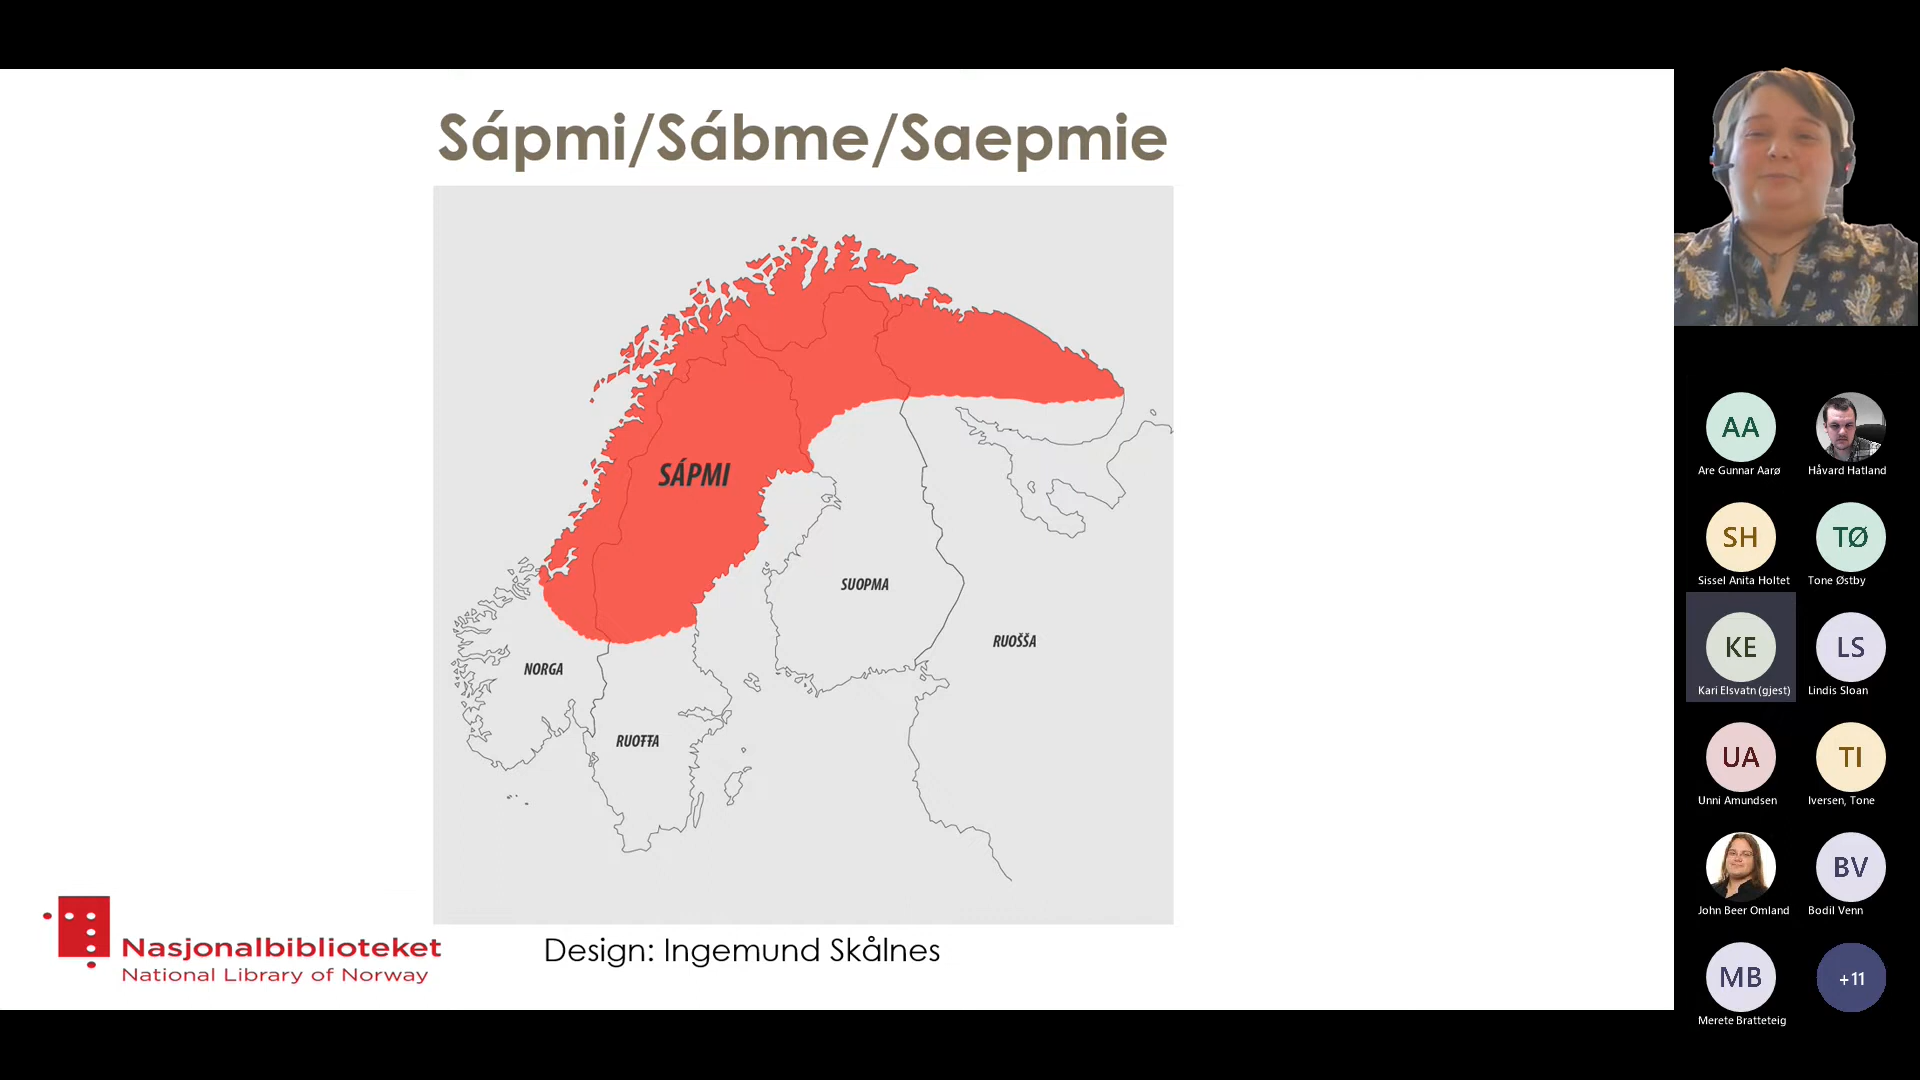 Sápmi/Sábme/Saepmie
SÁPMI
SUOPMA
RUOŠŠA
NORGA
RUOŦŦA
Nasjonalbiblioteket
National Library of Norway
Design: Ingemund Skålnes
AA
Are Gunnar Aarø
Håvard Hatland
SH
TØ
Sissel Anita Holtet
Tone Østby
KE
LS
Kari Elsvatn (gjest)
Lindis Sloan
UA
TI
Unni Amundsen
Iversen, Tone
BV
John Beer Omland
Bodil Venn
MB
+11
Merete Bratteteig